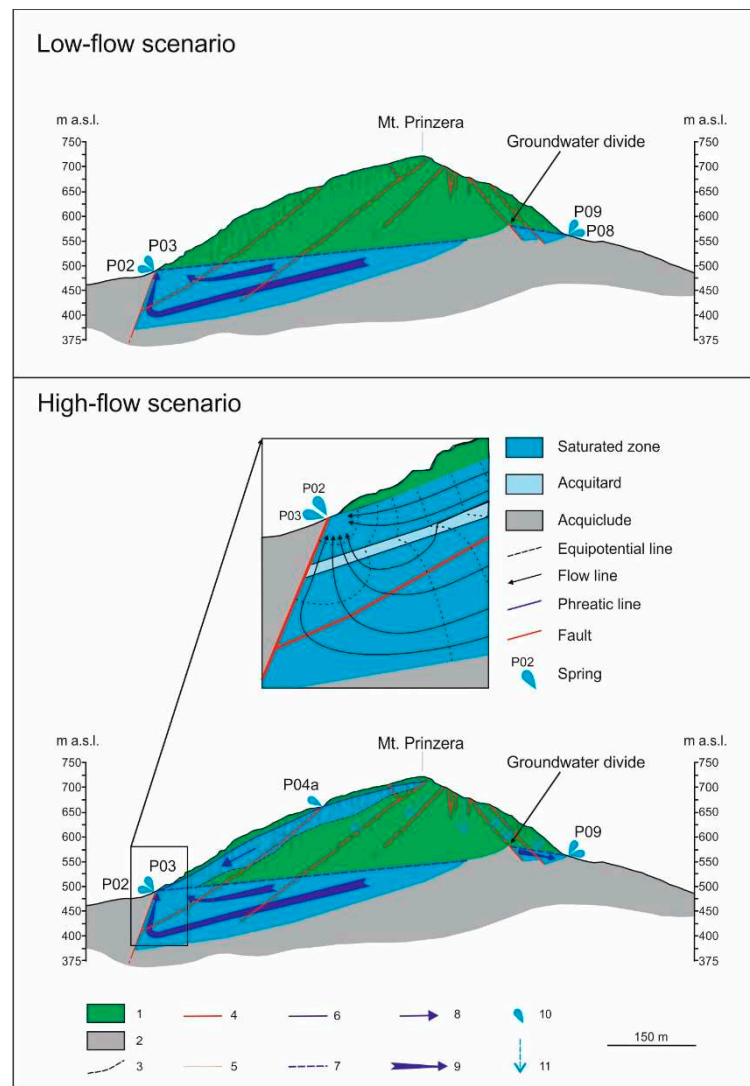 Low-flow scenario
m a.s.l.
Mt. Prinzera
m a.s.l.
Groundwater divide
750
700
650
600
550
500
450
400
375
P02
P03
P09
P08
750
700
650
600
550
500
450
400
375
High-flow scenario
P02
P03
Saturated zone
Acquitard
Acquiclude
Equipotential line
Flow line
Phreatic line
Fault
P02
Spring
m a.s.l.
Mt. Prinzera
m a.s.l.
Groundwater divide
750
700
650
600
550
500
450
400
375
P04a
P02
P03
P09
750
700
650
600
550
500
450
400
375
1 4 6 8 10
2
3 5 7 9 11
150 m